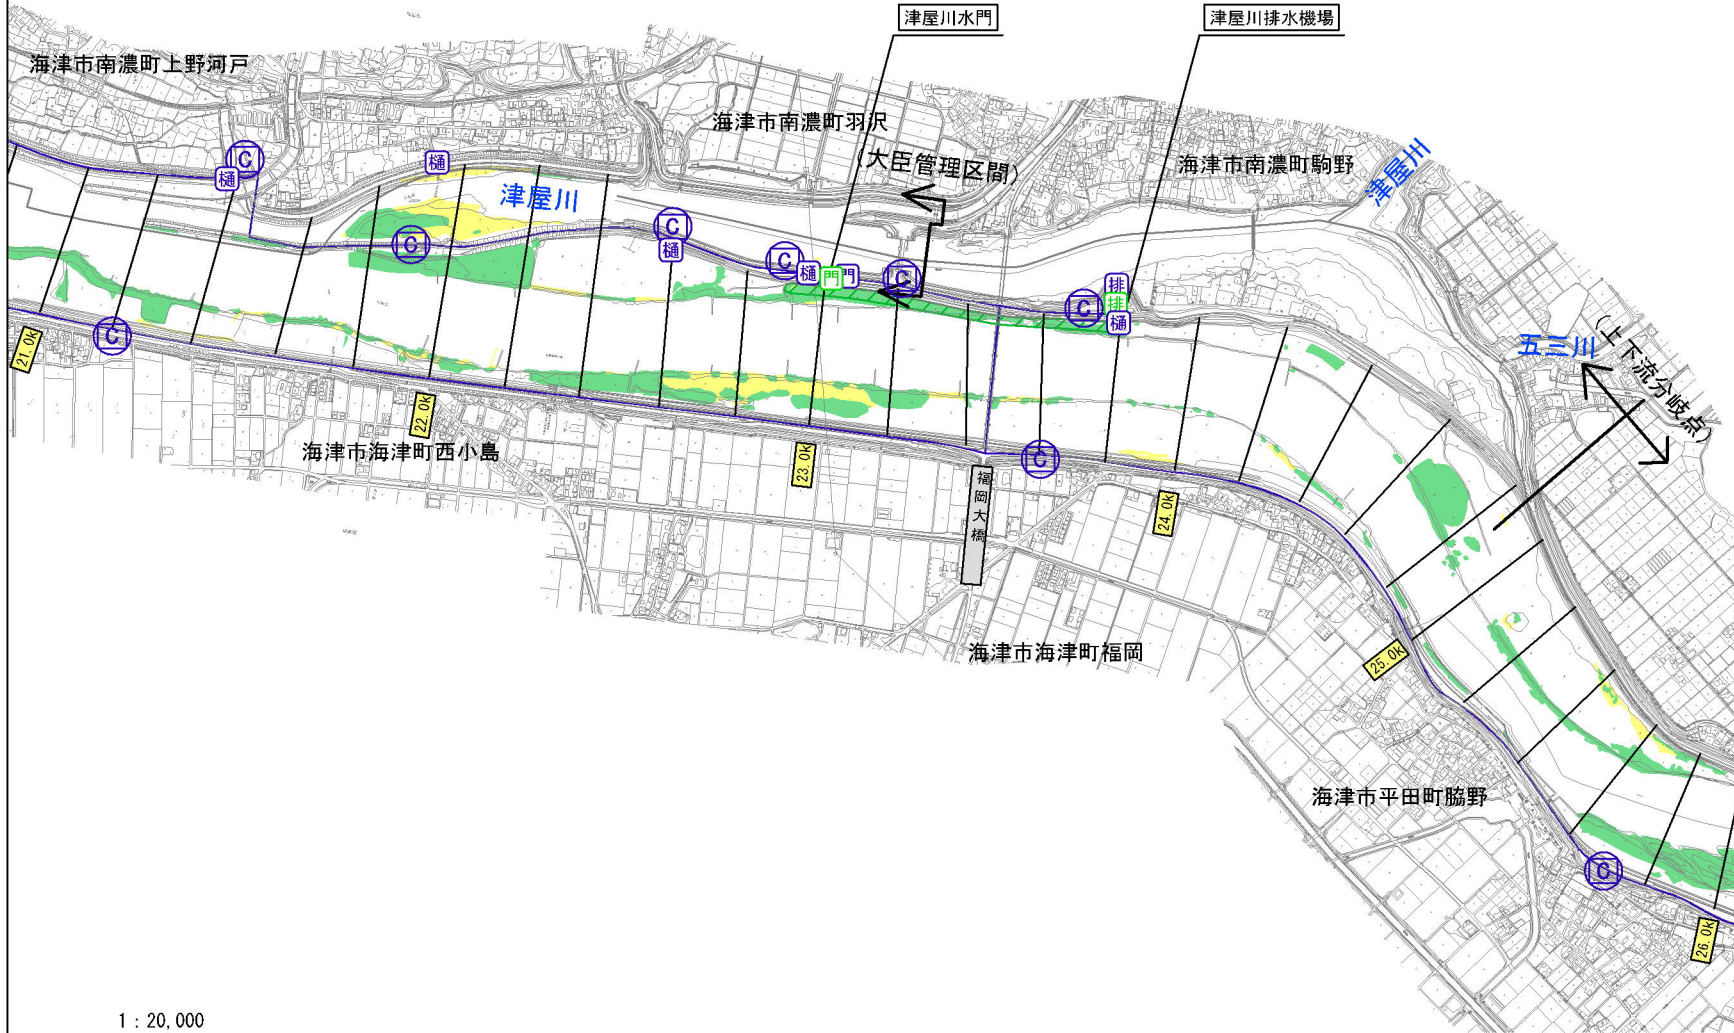 津屋川水門
津屋川排水機場
海津市南濃町上野河戸
海津市南濃町羽沢
(大臣管理区間)
海津市南濃町駒野
津屋川
津屋川
五三川
(上下流分岐点)
C
樋
樋
C
C
樋
C
樋
門
門
C
C
排
排
樋
C
C
C
21.0k
22.0k
23.0k
24.0k
25.0k
26.0k
海津市海津町西小島
福岡大橋
海津市海津町福岡
海津市平田町脇野
1：20,000